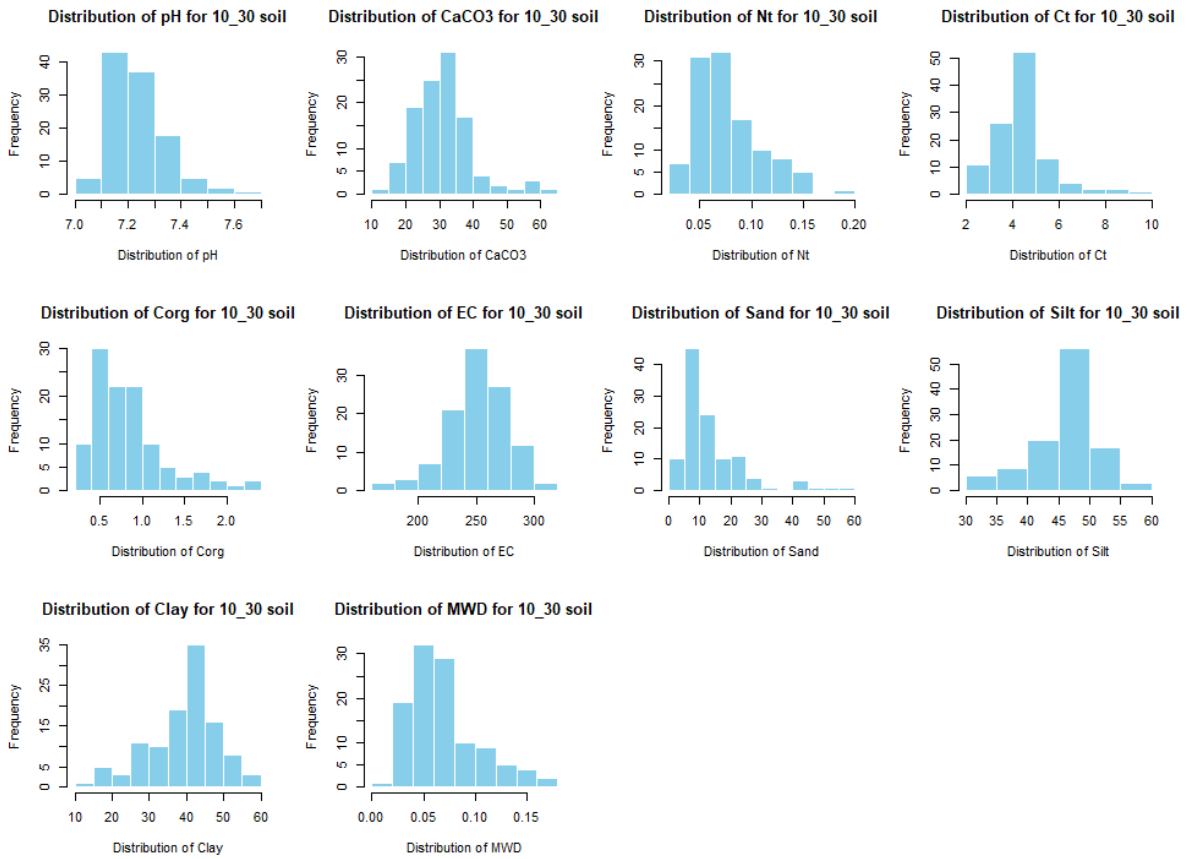 Distribution of pH for 10_30 soil
Frequency
0 10 20 30 40
7.0 7.2 7.4 7.6
Distribution of pH
Distribution of CaCO3 for 10_30 soil
Frequency
0 5 10 20 30
10 20 30 40 50 60
Distribution of CaCO3
Distribution of Nt for 10_30 soil
Frequency
0 5 10 20 30
0.05 0.10 0.15 0.20
Distribution of Nt
Distribution of Ct for 10_30 soil
Frequency
0 10 20 30 40 50
2 4 6 8 10
Distribution of Ct
Distribution of Corg for 10_30 soil
Frequency
0 5 10 20 30
0.5 1.0 1.5 2.0
Distribution of Corg
Distribution of EC for 10_30 soil
Frequency
0 10 20 30
200 250 300
Distribution of EC
Distribution of Sand for 10_30 soil
Frequency
0 10 20 30 40
0 10 20 30 40 50 60
Distribution of Sand
Distribution of Silt for 10_30 soil
Frequency
0 10 20 30 40 50
30 35 40 45 50 55 60
Distribution of Silt
Distribution of Clay for 10_30 soil
Frequency
0 5 15 25 35
10 20 30 40 50 60
Distribution of Clay
Distribution of MWD for 10_30 soil
Frequency
0 5 10 20 30
0.00 0.05 0.10 0.15
Distribution of MWD